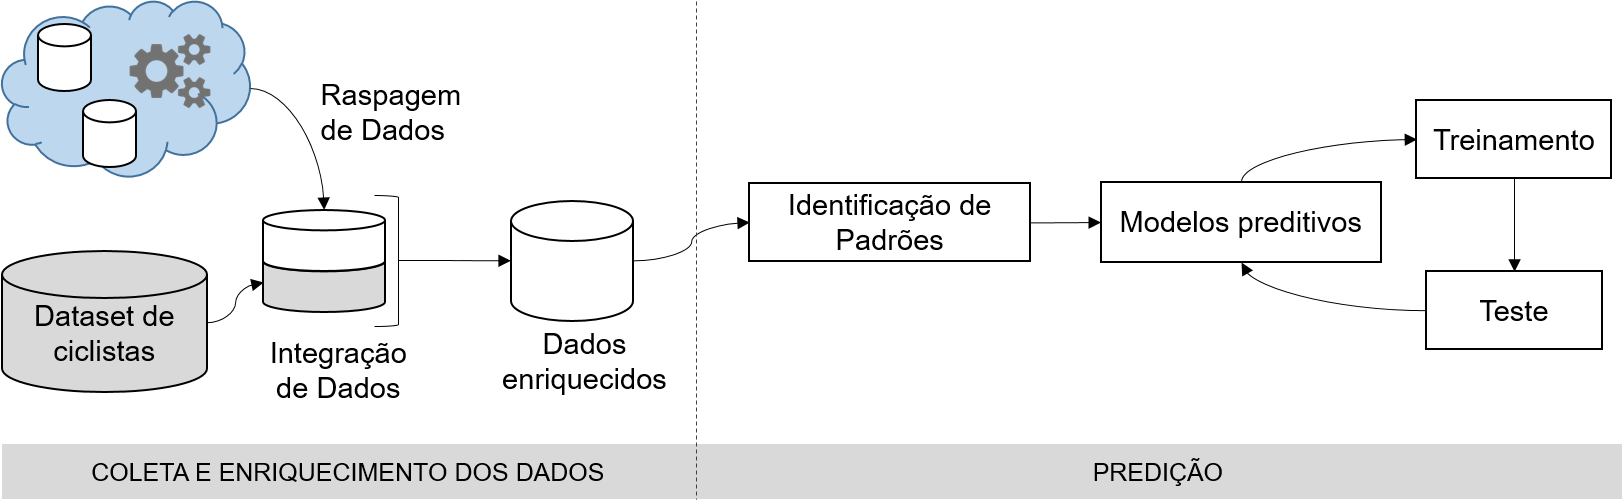 Raspagem
de Dados
Dataset de
ciclistas
Integração
de Dados
Dados
enriquecidos
Identificação de
Padrões
Modelos preditivos
Treinamento
Teste
COLETA E ENRIQUECIMENTO DOS DADOS
PREDIÇÃO